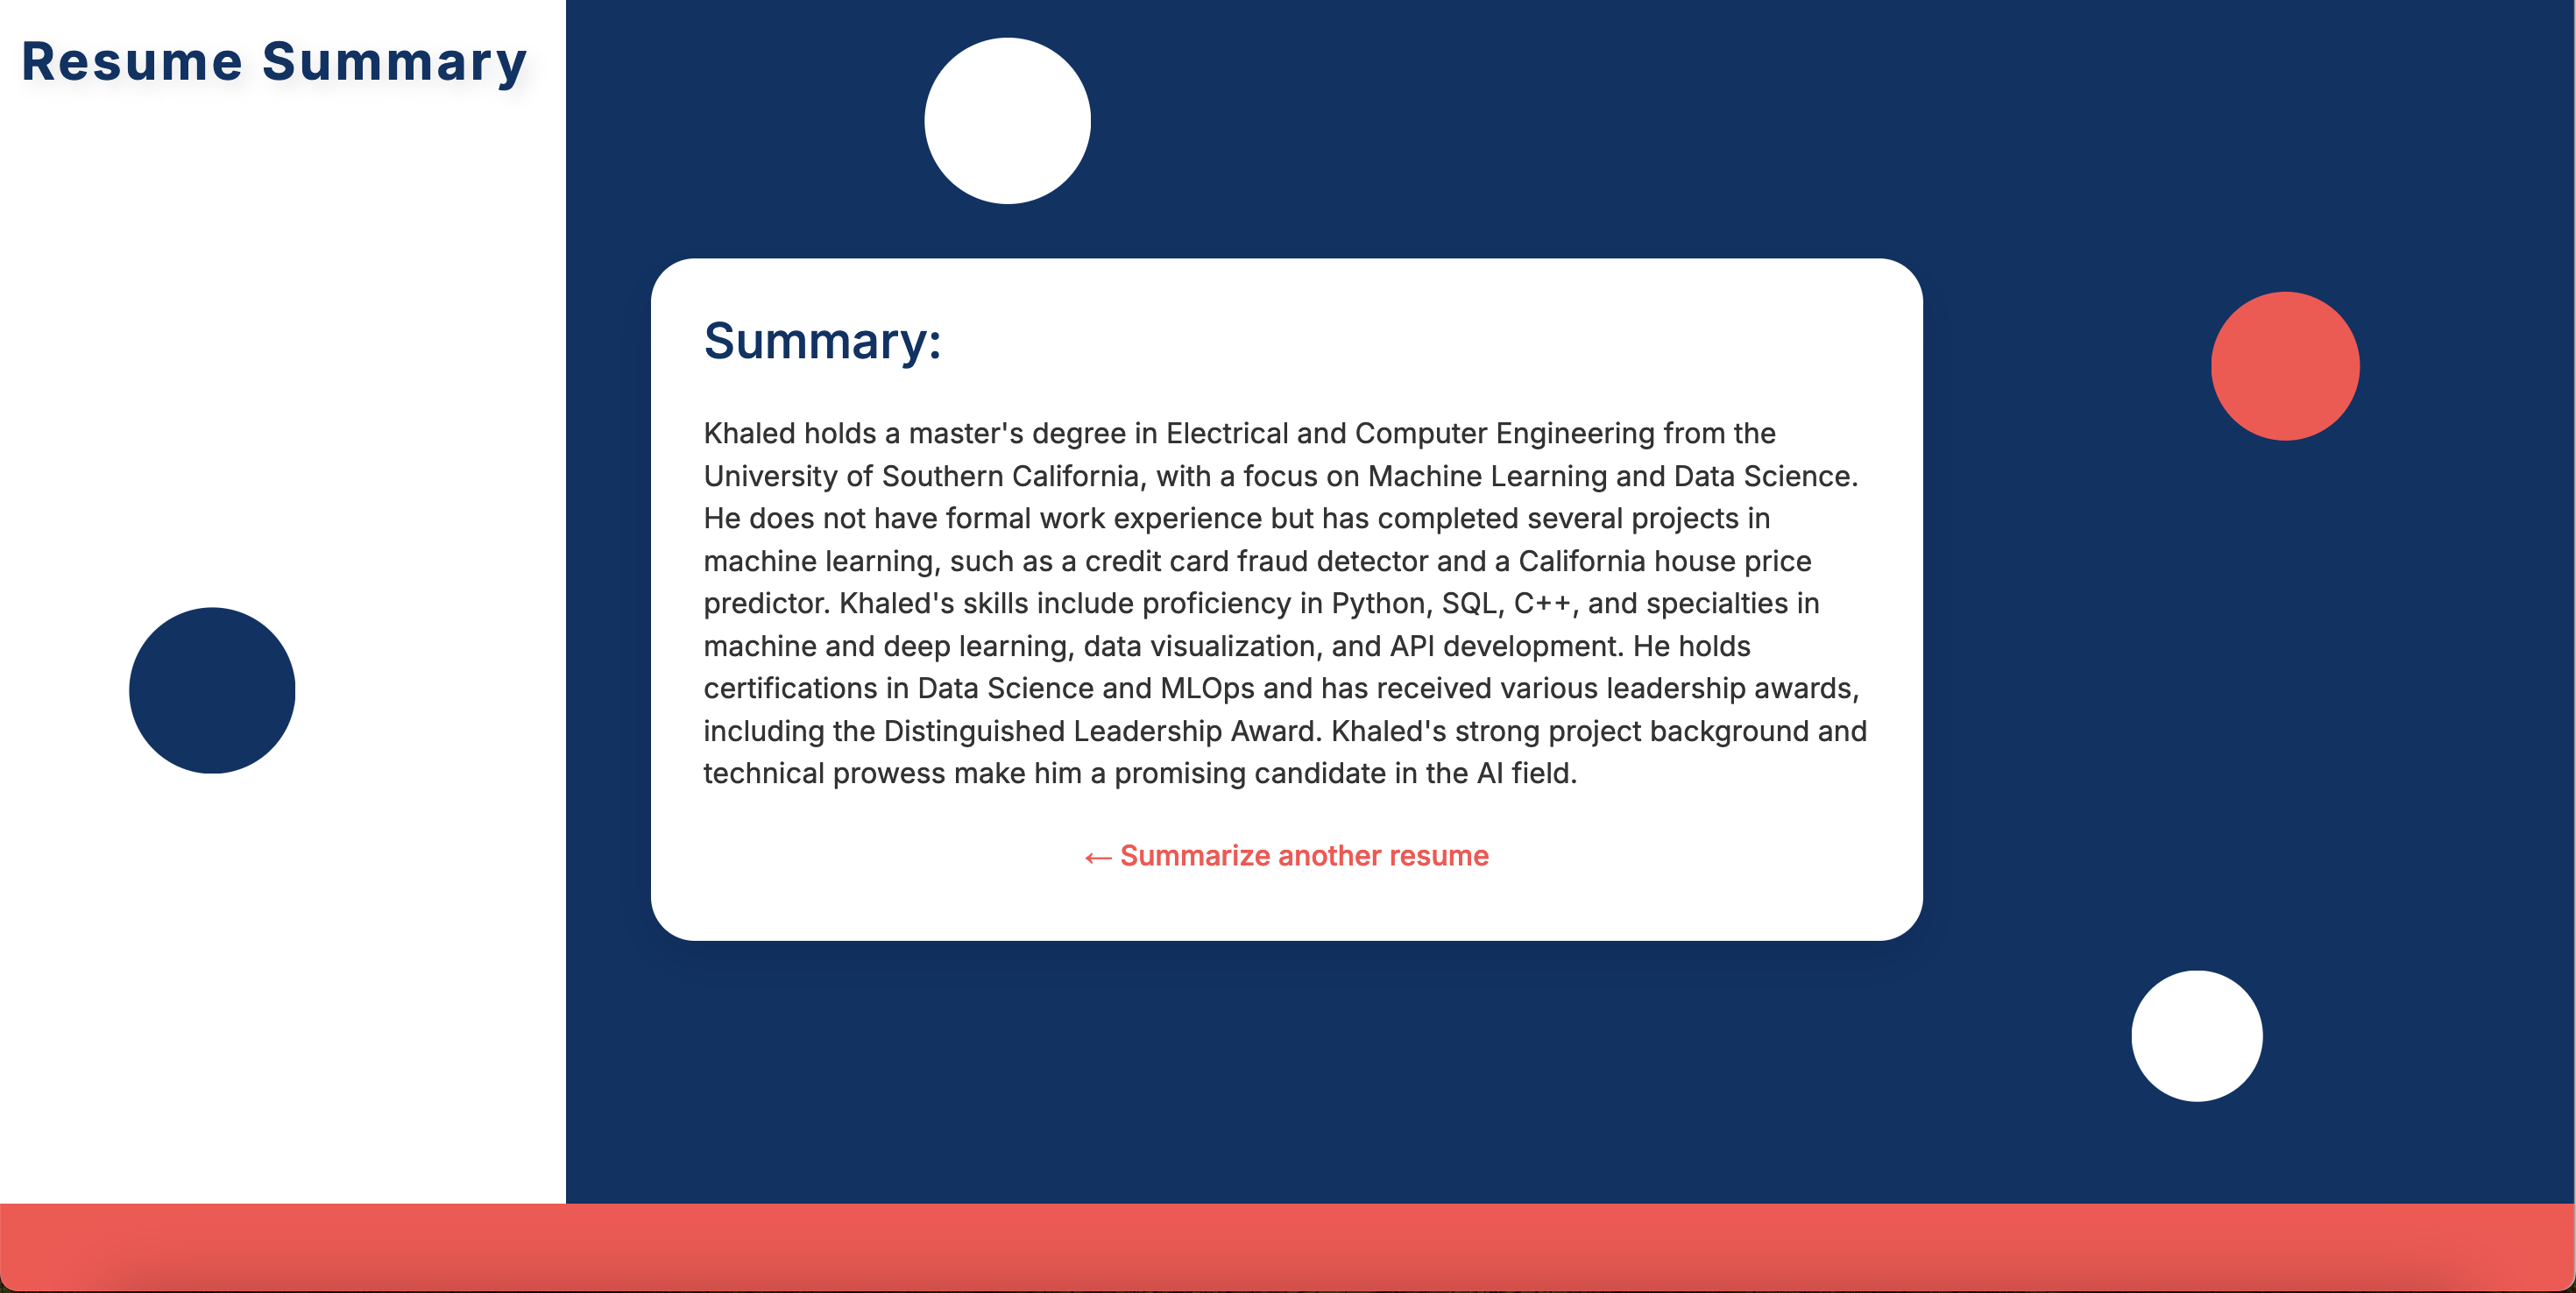 Resume Summary
Summary:
Khaled holds a master's degree in Electrical and Computer Engineering from the
University of Southern California, with a focus on Machine Learning and Data Science.
He does not have formal work experience but has completed several projects in
machine learning, such as a credit card fraud detector and a California house price
predictor. Khaled's skills include proficiency in Python, SQL, C++, and specialties in
machine and deep learning, data visualization, and API development. He holds
certifications in Data Science and MLOps and has received various leadership awards,
including the Distinguished Leadership Award. Khaled's strong project background and
technical prowess make him a promising candidate in the AI field.
← Summarize another resume